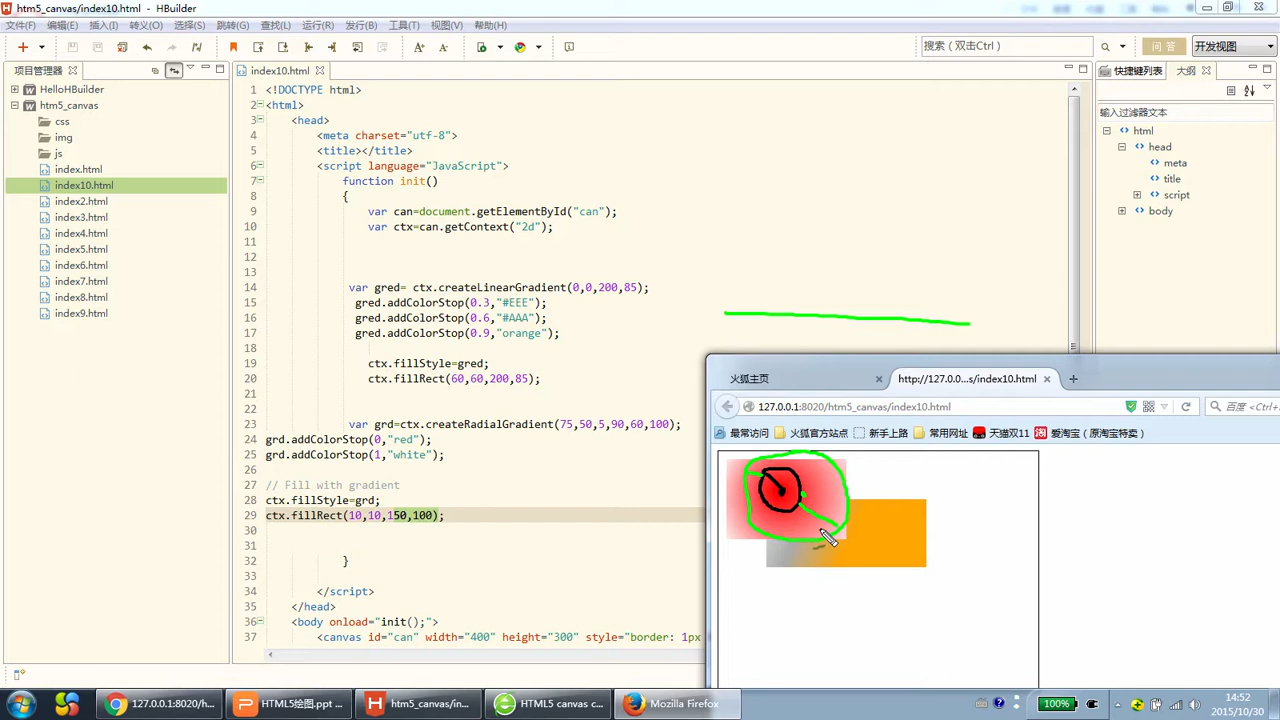 htm5_canvas/index10.html - HBuilder
文件(F) 编辑(E) 插入(I) 转义(O) 选择(S) 跳转(G) 查找(L) 运行(R) 发行(B) 工具(T) 视图(V) 帮助(H)
搜索（双击Ctrl） 问 答 开发视图
项目管理器
HelloHBuilder
htm5_canvas
css
img
js
index.html
index10.html
index2.html
index3.html
index4.html
index5.html
index6.html
index7.html
index8.html
index9.html
index10.html
1 <!DOCTYPE html>
2 <html>
3 <head>
4 <meta charset="utf-8">
5 <title></title>
6 <script language="JavaScript">
7 function init()
8 {
9 var can=document.getElementById("can");
10 var ctx=can.getContext("2d");
11
12
13
14 var gred= ctx.createLinearGradient(0,0,200,85);
15 gred.addColorStop(0.3,"#EEE");
16 gred.addColorStop(0.6,"#AAA");
17 gred.addColorStop(0.9,"orange");
18
19 ctx.fillStyle=gred;
20 ctx.fillRect(60,60,200,85);
21
22
23 var grd=ctx.createRadialGradient(75,50,5,90,60,100);
24 grd.addColorStop(0,"red");
25 grd.addColorStop(1,"white");
26
27 // Fill with gradient
28 ctx.fillStyle=grd;
29 ctx.fillRect(10,10,150,100);
30
31
32 }
33
34 </script>
35 </head>
36 <body onload="init();">
37 <canvas id="can" width="400" height="300" style="border: 1px
快捷键列表 大纲
输入过滤器文本
html
head
meta
title
script
body
火狐主页 http://127.0.0...s/index10.html
127.0.0.1:8020/htm5_canvas/index10.html 百度 <Ctrl+
最常访问 火狐官方站点 新手上路 常用网址 天猫双11 爱淘宝（原淘宝特卖）
127.0.0.1:8020/h... HTML5绘图.ppt ... htm5_canvas/in... HTML5 canvas c... Mozilla Firefox 100% 14:52
2015/10/30